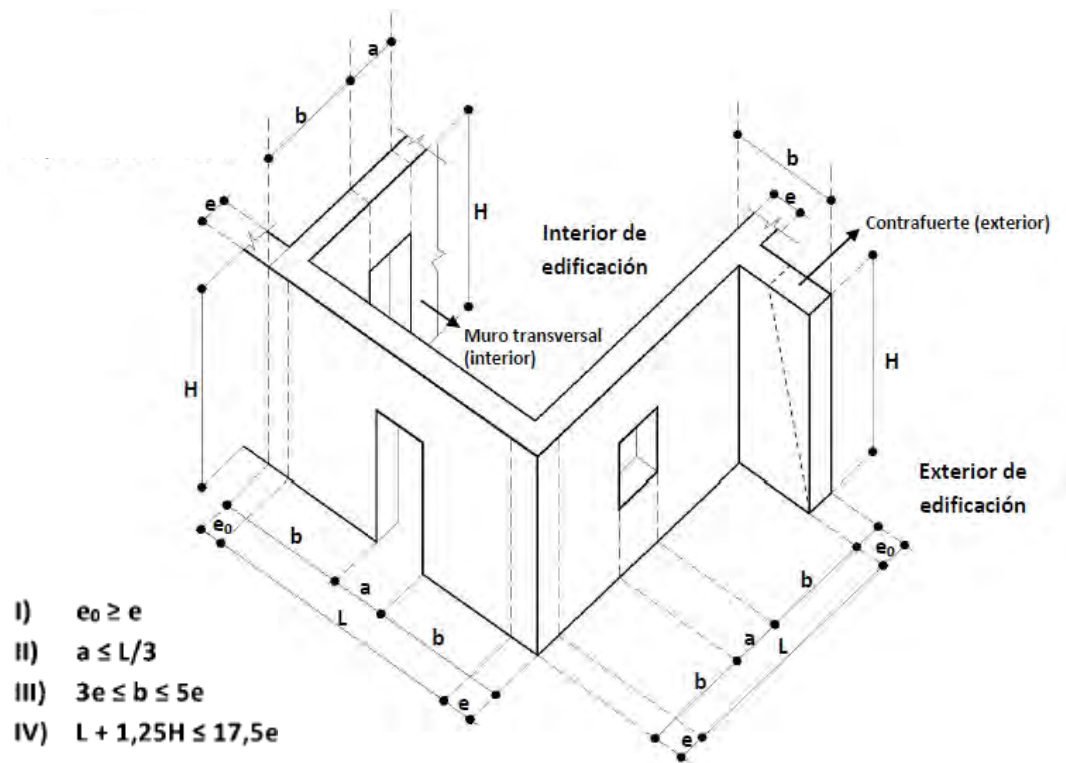 a
b
b
e
e
H
Interior de
edificación
Contrafuerte (exterior)
Muro transversal
(interior)
H
H
Exterior de
edificación
e₀
b
a
L
b
e
b
a
b
e
L
e₀
I) e₀ ≥ e
II) a ≤ L/3
III) 3e ≤ b ≤ 5e
IV) L + 1,25H ≤ 17,5e